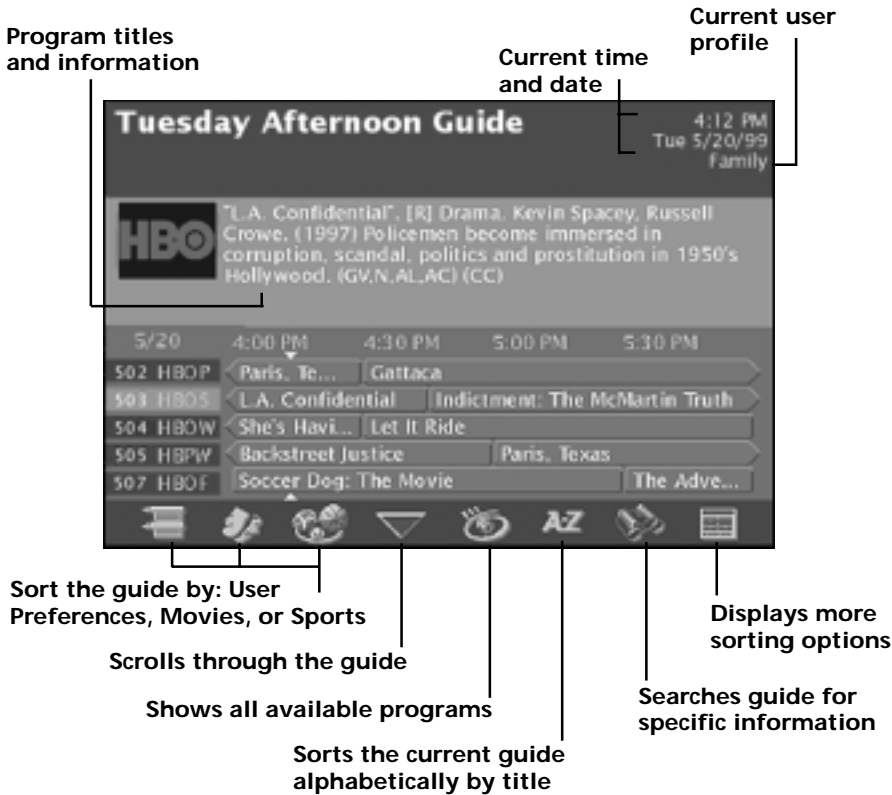 Program titles
and information
Current time
and date
Current user
profile
Tuesday Afternoon Guide
4:12 PM
Tue 5/20/99
Family
HBO
"L.A. Confidential", [R] Drama. Kevin Spacey, Russell
Crowe. (1997) Policemen become immersed in
corruption, scandal, politics and prostitution in 1950's
Hollywood. (GV,N,AL,AC) (CC)
5/20 4:00 PM 4:30 PM 5:00 PM 5:30 PM
502 HBOP Paris, Te... Gattaca
503 HBOS L.A. Confidential Indictment: The McMartin Truth
504 HBOW She's Havi... Let It Ride
505 HBPW Backstreet Justice Paris, Texas
507 HBOF Soccer Dog: The Movie The Adve...
A-Z
Sort the guide by: User
Preferences, Movies, or Sports
Scrolls through the guide
Shows all available programs
Sorts the current guide
alphabetically by title
Searches guide for
specific information
Displays more
sorting options